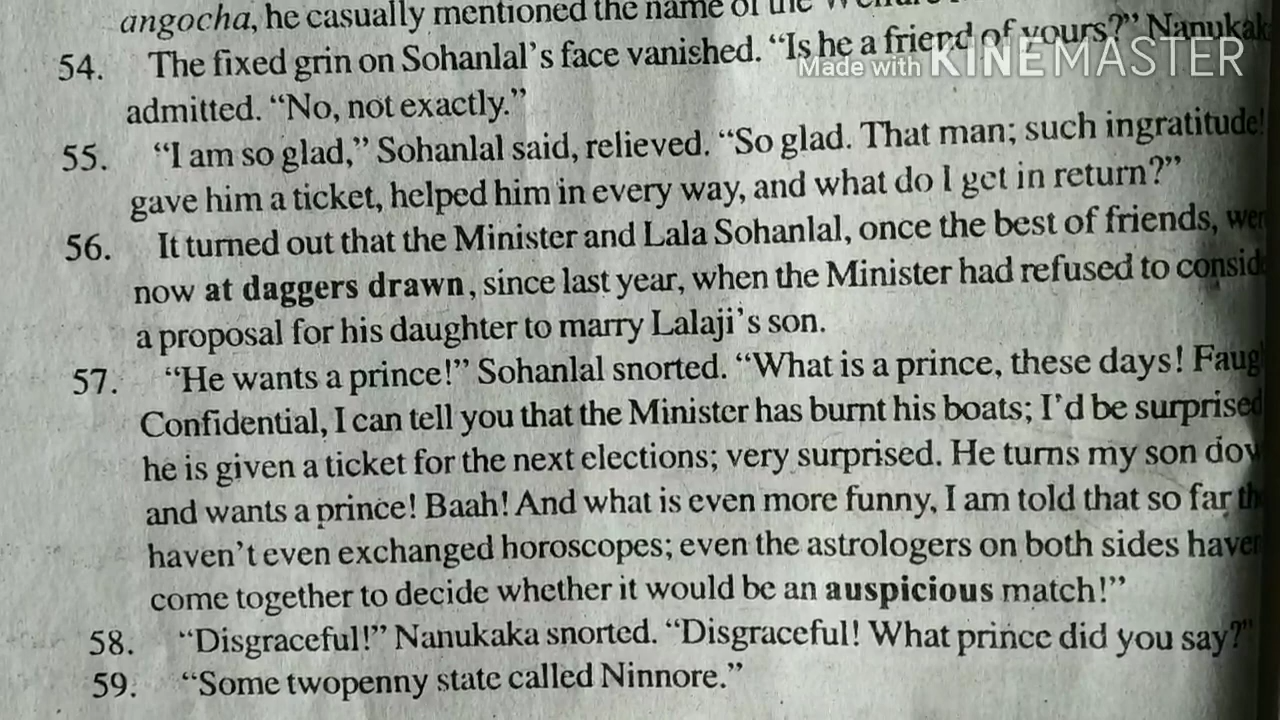 angocha, he casually mentioned the name of the
54. The fixed grin on Sohanlal's face vanished. “Is he a friend of yours?” Nanukak
Made with KINEMASTER
admitted. “No, not exactly.”
55. “I am so glad,” Sohanlal said, relieved. “So glad. That man; such ingratitude!
gave him a ticket, helped him in every way, and what do I get in return?”
56. It turned out that the Minister and Lala Sohanlal, once the best of friends, wer
now at daggers drawn, since last year, when the Minister had refused to consid
a proposal for his daughter to marry Lalaji's son.
57. “He wants a prince!” Sohanlal snorted. “What is a prince, these days! Faug
Confidential, I can tell you that the Minister has burnt his boats; I'd be surprised
he is given a ticket for the next elections; very surprised. He turns my son dow
and wants a prince! Baah! And what is even more funny, I am told that so far th
haven't even exchanged horoscopes; even the astrologers on both sides haven
come together to decide whether it would be an auspicious match!”
58. “Disgraceful!” Nanukaka snorted. “Disgraceful! What prince did you say?”
59. “Some twopenny state called Ninnore.”